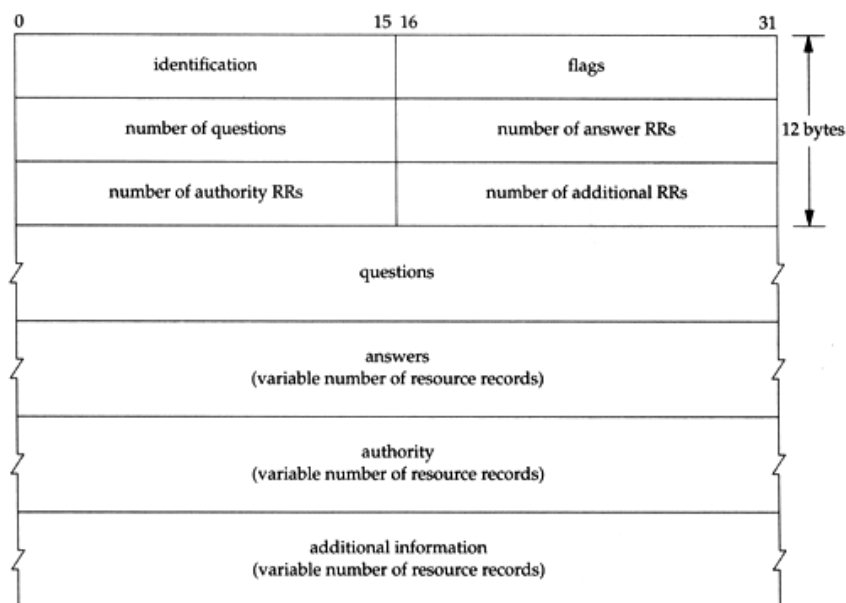 0 15 16 31
identification flags
number of questions number of answer RRs 12 bytes
number of authority RRs number of additional RRs
questions
answers
(variable number of resource records)
authority
(variable number of resource records)
additional information
(variable number of resource records)